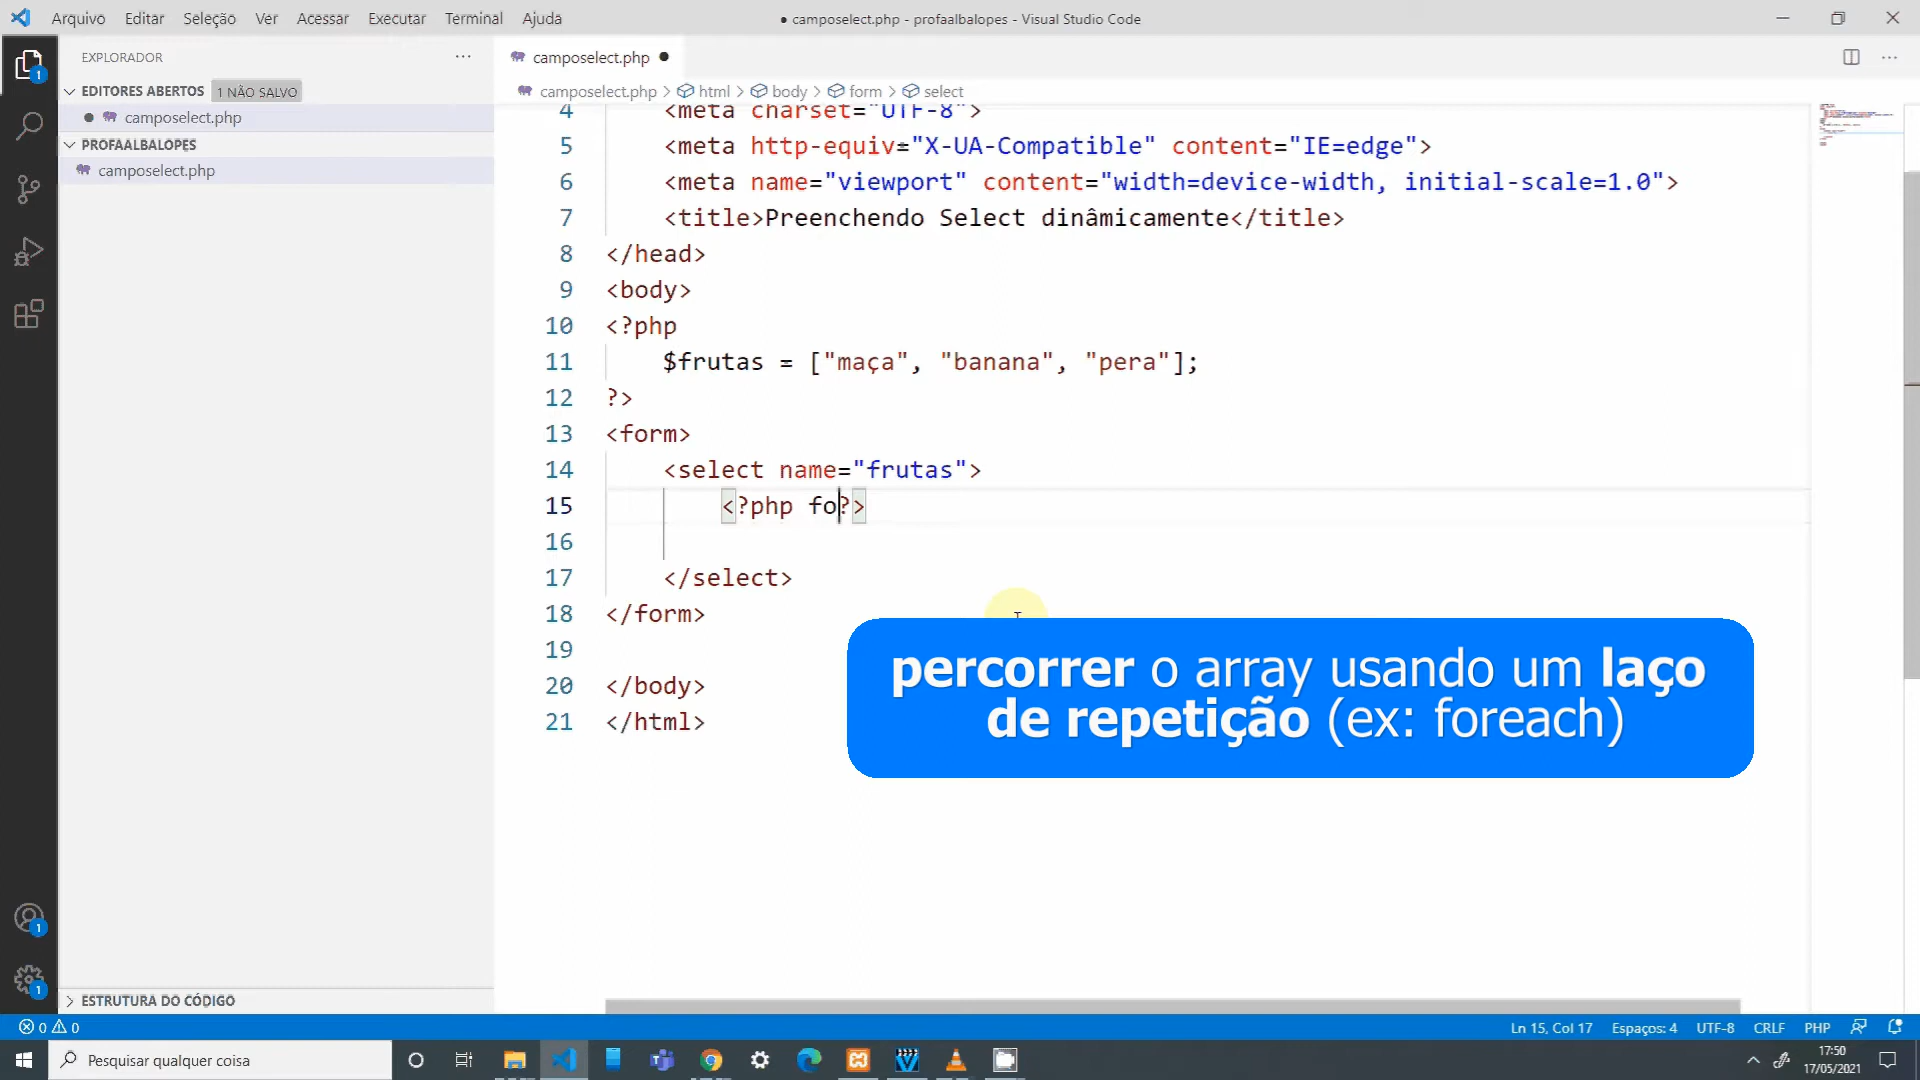 Arquivo Editar Seleção Ver Acessar Executar Terminal Ajuda
● camposelect.php - profaalbalopes - Visual Studio Code
EXPLORADOR
EDITORES ABERTOS 1 NÃO SALVO
camposelect.php
PROFAALBALOPES
camposelect.php
ESTRUTURA DO CÓDIGO
camposelect.php
camposelect.php > html > body > form > select
4 <meta charset="UTF-8">
5 <meta http-equiv="X-UA-Compatible" content="IE=edge">
6 <meta name="viewport" content="width=device-width, initial-scale=1.0">
7 <title>Preenchendo Select dinâmicamente</title>
8 </head>
9 <body>
10 <?php
11 $frutas = ["maça", "banana", "pera"];
12 ?>
13 <form>
14 <select name="frutas">
15 <?php fo?>
16
17 </select>
18 </form>
19
20 </body>
21 </html>
percorrer o array usando um laço
de repetição (ex: foreach)
1
1
1
0 0
Ln 15, Col 17 Espaços: 4 UTF-8 CRLF PHP
Pesquisar qualquer coisa
17:50
17/05/2021